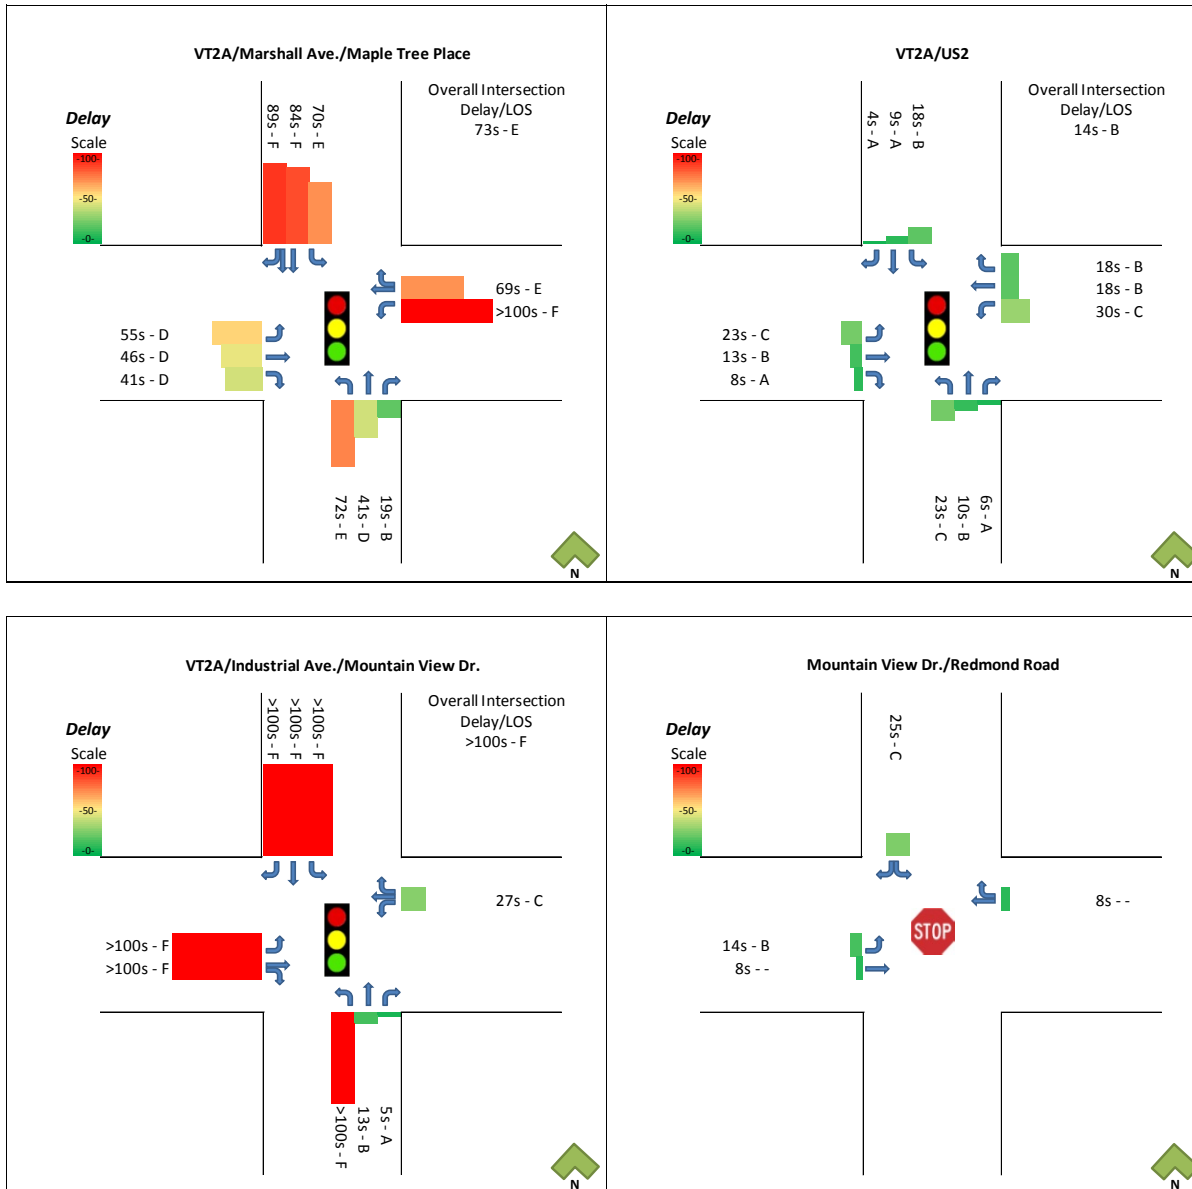 VT2A/Marshall Ave./Maple Tree Place
Overall Intersection
Delay/LOS
73s - E
Delay
Scale
-100-
-50-
-0-
89s - F
84s - F
70s - E
69s - E
>100s - F
55s - D
46s - D
41s - D
72s - E
41s - D
19s - B
N
VT2A/US2
Overall Intersection
Delay/LOS
14s - B
Delay
Scale
-100-
-50-
-0-
4s - A
9s - A
18s - B
18s - B
18s - B
30s - C
23s - C
13s - B
8s - A
23s - C
10s - B
6s - A
N
VT2A/Industrial Ave./Mountain View Dr.
Overall Intersection
Delay/LOS
>100s - F
Delay
Scale
-100-
-50-
-0-
>100s - F
>100s - F
>100s - F
27s - C
>100s - F
>100s - F
>100s - F
13s - B
5s - A
N
Mountain View Dr./Redmond Road
Delay
Scale
-100-
-50-
-0-
25s - C
8s - -
STOP
14s - B
8s - -
N